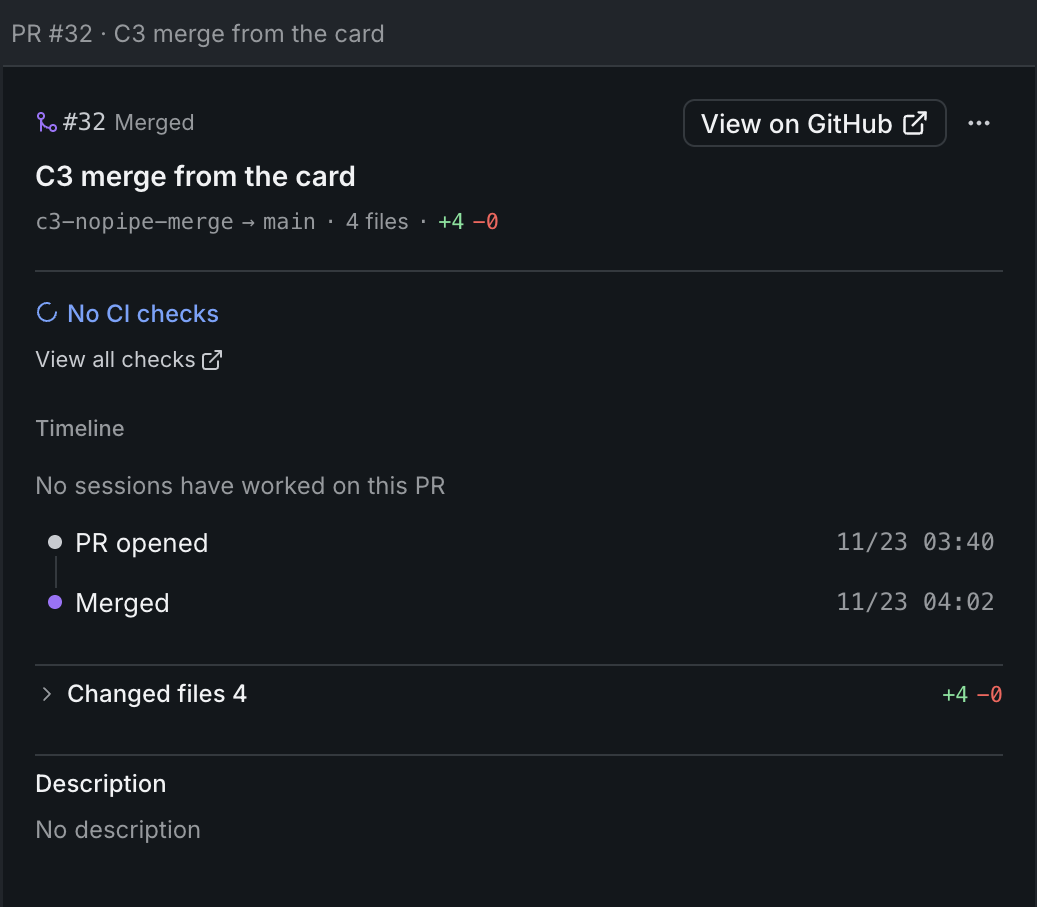 PR #32 · C3 merge from the card
#32 Merged
View on GitHub
C3 merge from the card
c3-nopipe-merge → main · 4 files · +4 −0
No CI checks
View all checks
Timeline
No sessions have worked on this PR
PR opened 11/23 03:40
Merged 11/23 04:02
Changed files 4 +4 −0
Description
No description